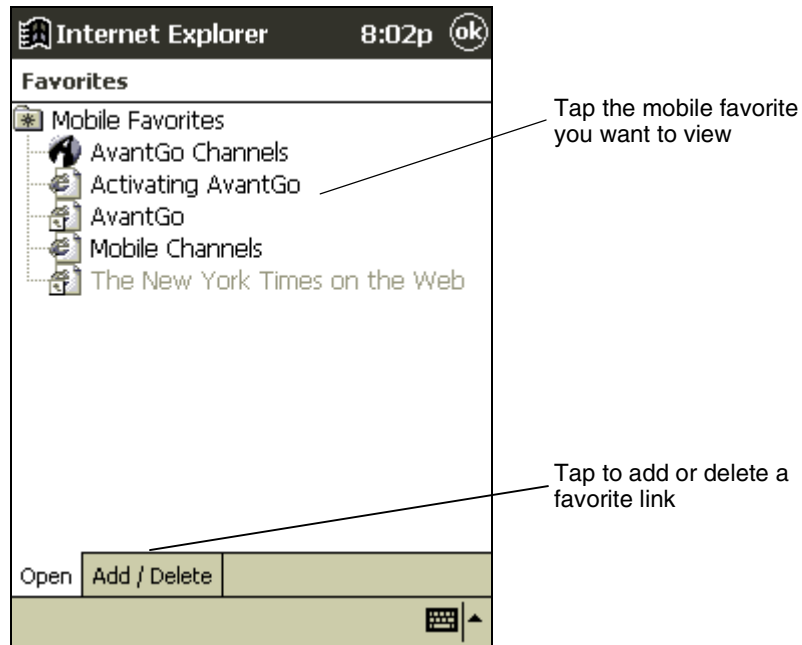 Internet Explorer 8:02p ok
Favorites
Mobile Favorites
AvantGo Channels
Activating AvantGo
AvantGo
Mobile Channels
The New York Times on the Web
Tap the mobile favorite
you want to view
Tap to add or delete a
favorite link
Open Add / Delete